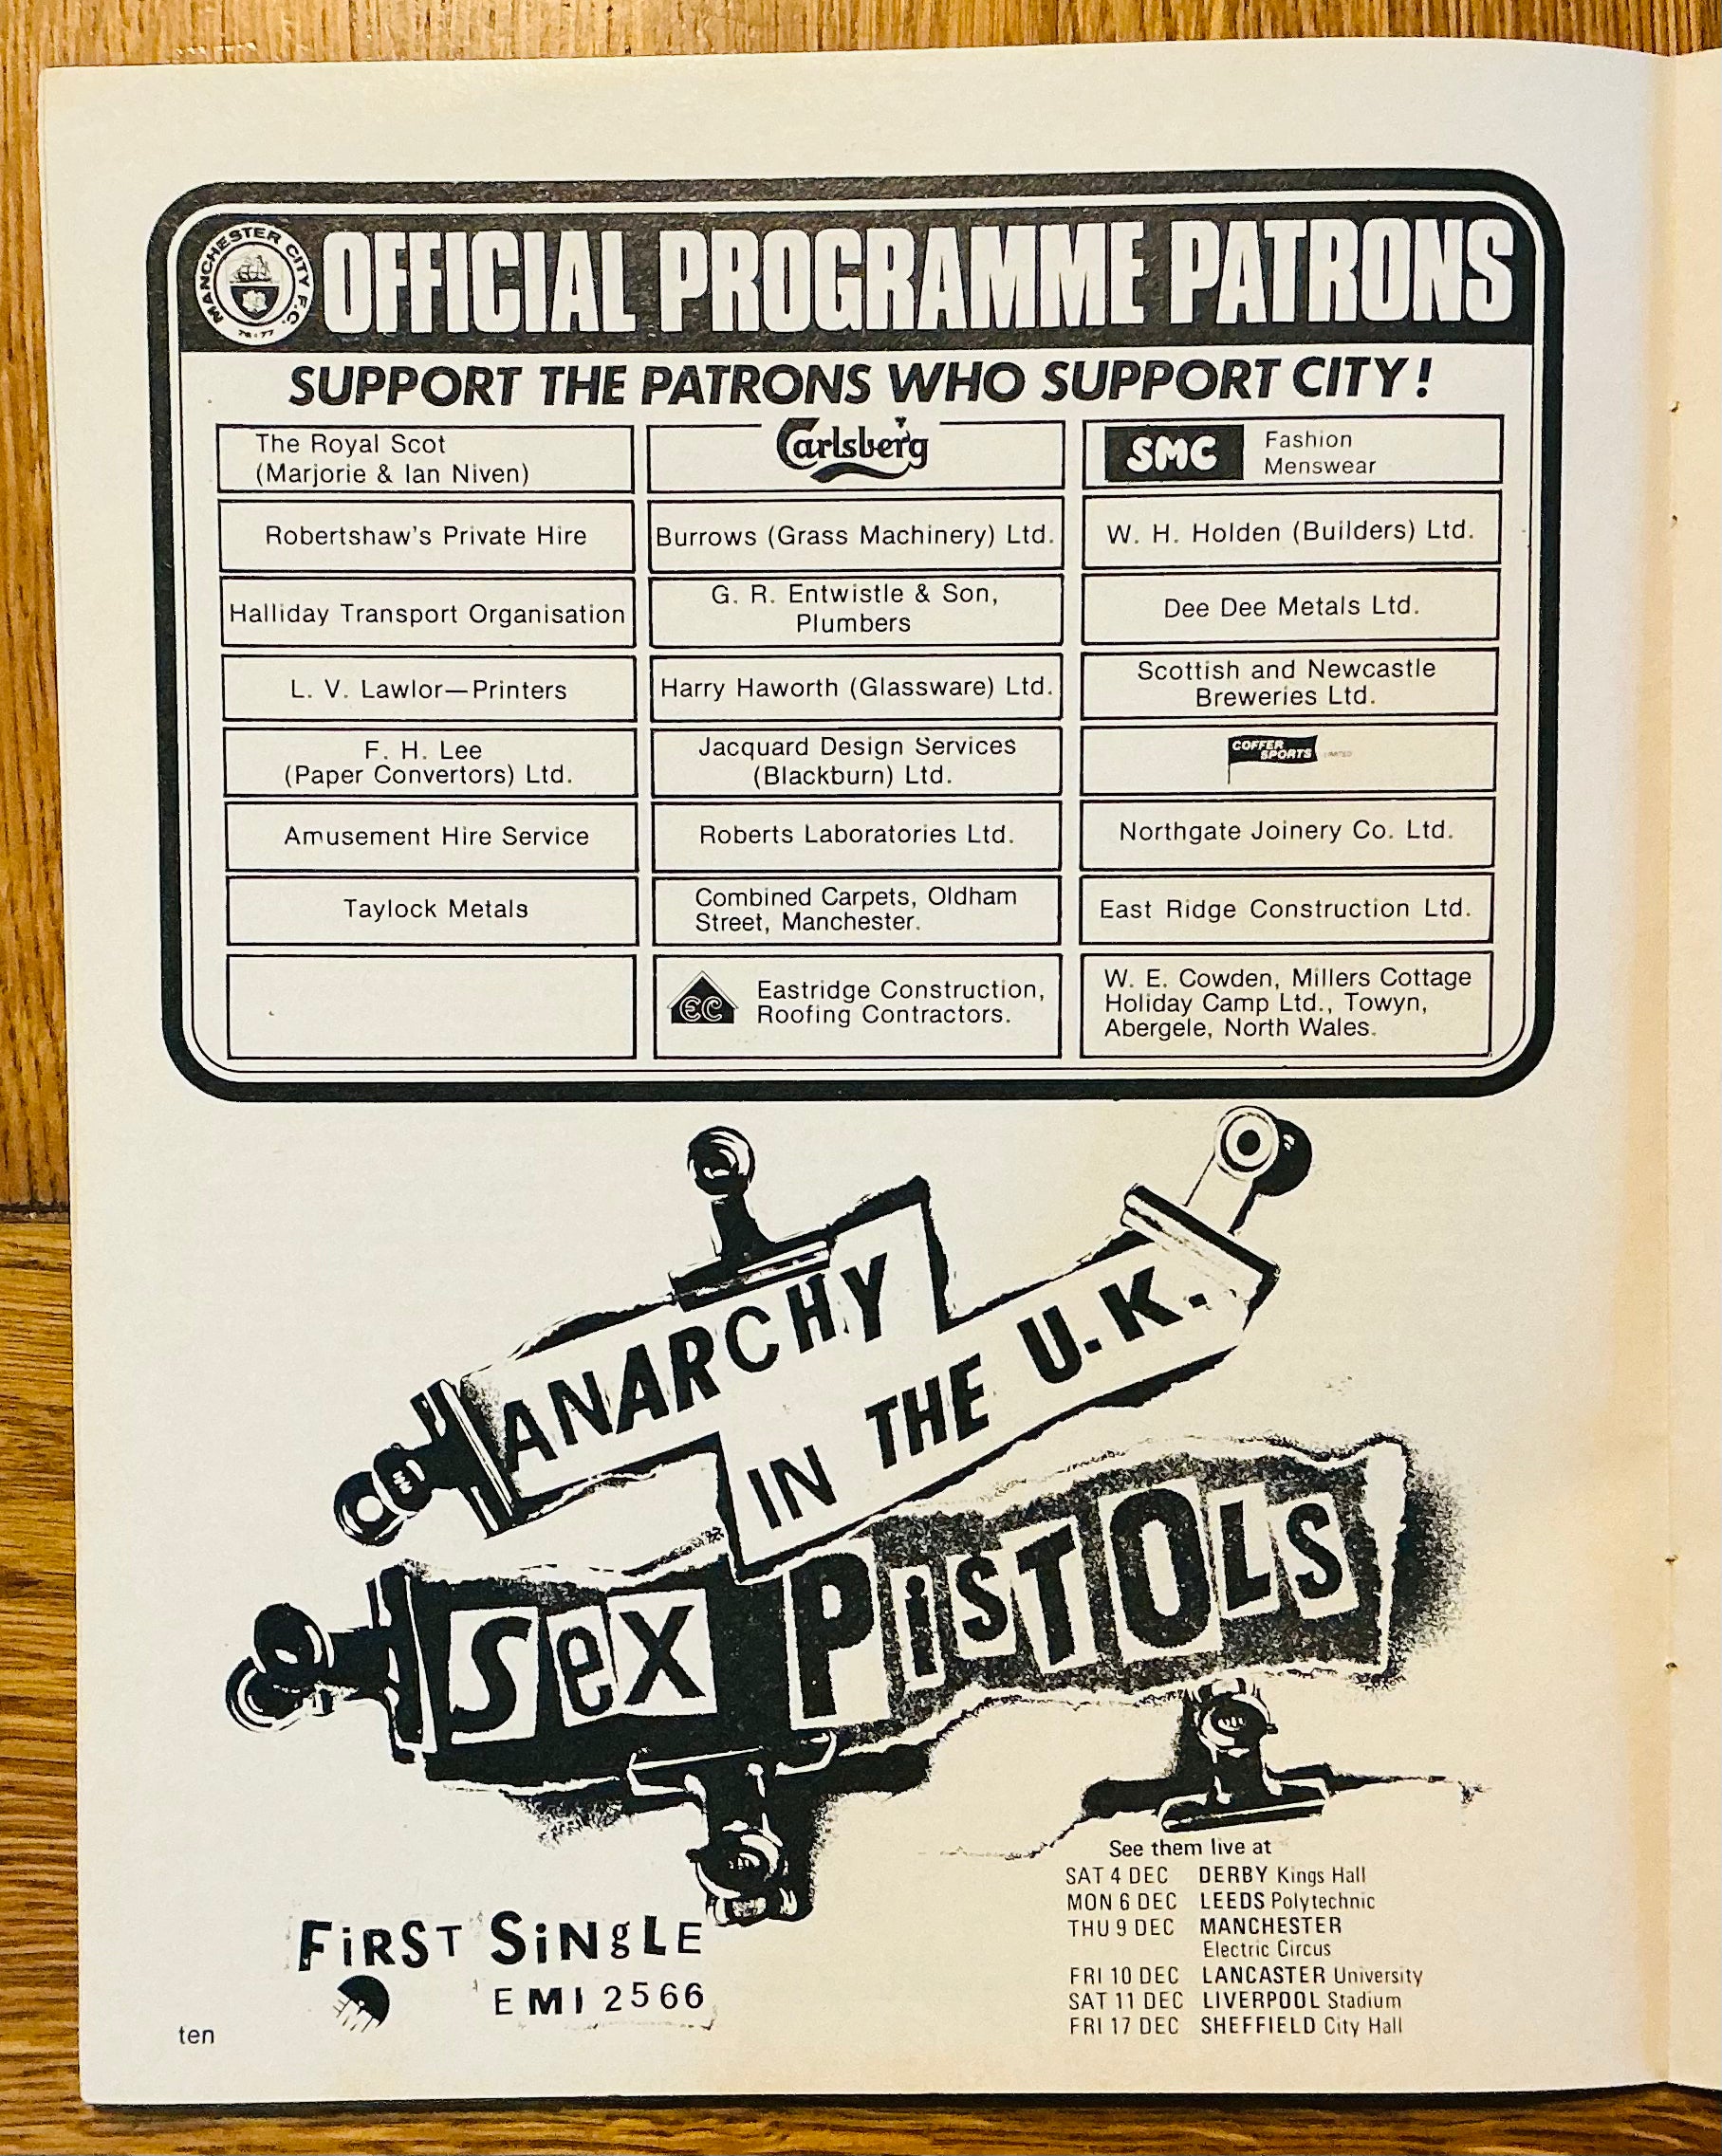 MANCHESTER CITY F.C.
76·77
OFFICIAL PROGRAMME PATRONS
SUPPORT THE PATRONS WHO SUPPORT CITY!
The Royal Scot
(Marjorie & Ian Niven)
Carlsberg
SMC
Fashion
Menswear
Robertshaw's Private Hire
Burrows (Grass Machinery) Ltd.
W. H. Holden (Builders) Ltd.
Halliday Transport Organisation
G. R. Entwistle & Son,
Plumbers
Dee Dee Metals Ltd.
L. V. Lawlor—Printers
Harry Haworth (Glassware) Ltd.
Scottish and Newcastle
Breweries Ltd.
F. H. Lee
(Paper Convertors) Ltd.
Jacquard Design Services
(Blackburn) Ltd.
COFFER
SPORTS LIMITED
Amusement Hire Service
Roberts Laboratories Ltd.
Northgate Joinery Co. Ltd.
Taylock Metals
Combined Carpets, Oldham
Street, Manchester.
East Ridge Construction Ltd.
EC
Eastridge Construction,
Roofing Contractors.
W. E. Cowden, Millers Cottage
Holiday Camp Ltd., Towyn,
Abergele, North Wales.
ANARCHY
IN THE U.K.
SeX PiSTOLS
FiRST SiNgLE
EMI 2566
See them live at
SAT 4 DEC DERBY Kings Hall
MON 6 DEC LEEDS Polytechnic
THU 9 DEC MANCHESTER
Electric Circus
FRI 10 DEC LANCASTER University
SAT 11 DEC LIVERPOOL Stadium
FRI 17 DEC SHEFFIELD City Hall
ten